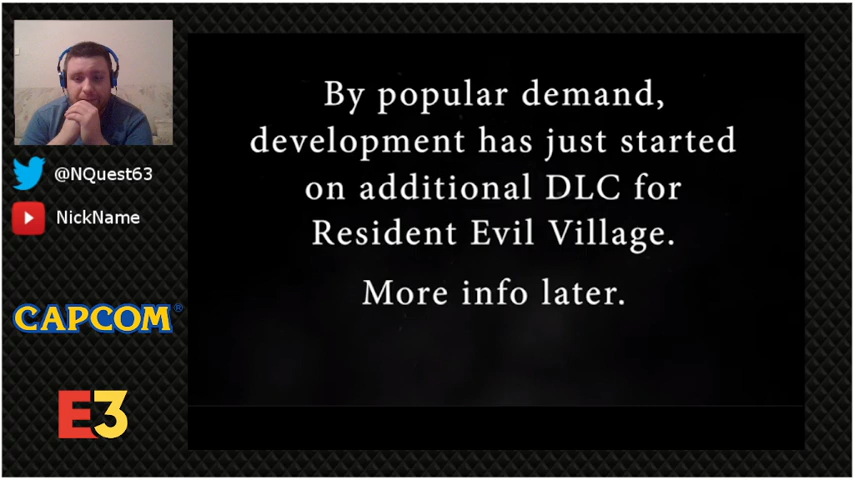 @NQuest63
NickName
CAPCOM®
E3
By popular demand,
development has just started
on additional DLC for
Resident Evil Village.
More info later.